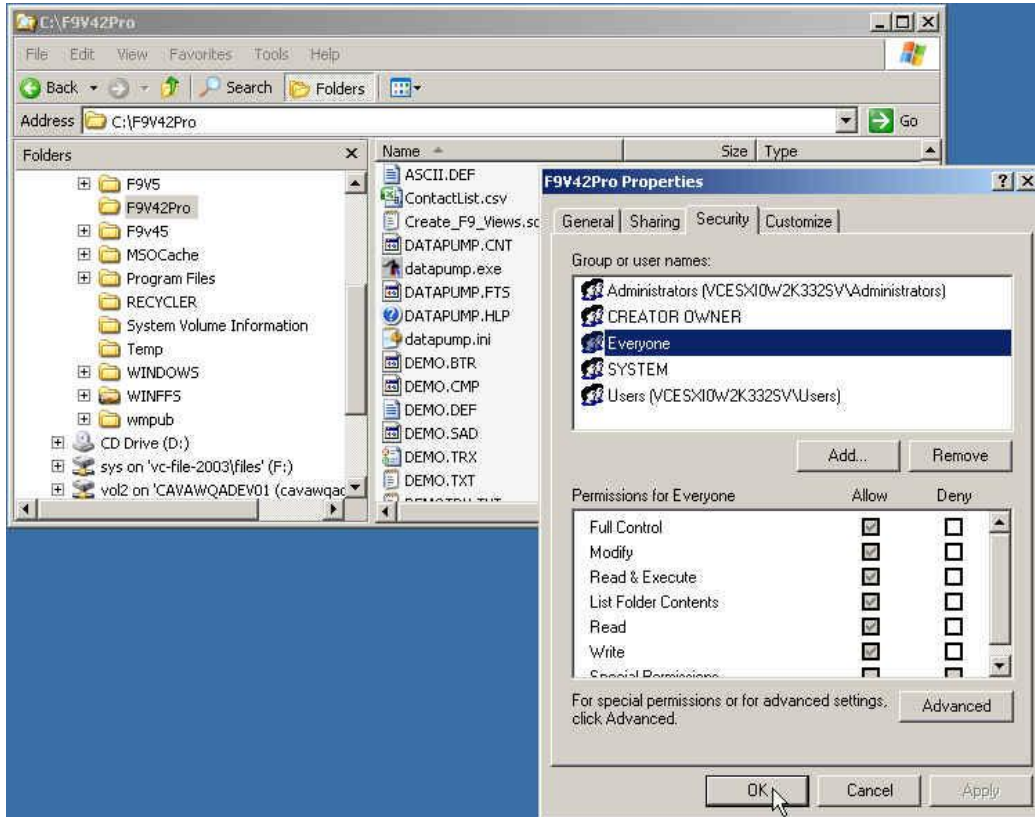 C:\F9V42Pro
File Edit View Favorites Tools Help
Back Search Folders
Address C:\F9V42Pro Go
Folders
F9V5
F9V42Pro
F9v45
MSOCache
Program Files
RECYCLER
System Volume Information
Temp
WINDOWS
WINFFS
wmpub
CD Drive (D:)
sys on 'vc-file-2003\files' (F:)
vol2 on 'CAVAWQADEV01 (cavawqac
Name Size Type
ASCII.DEF
ContactList.csv
Create_F9_Views.sc
DATAPUMP.CNT
datapump.exe
DATAPUMP.FTS
DATAPUMP.HLP
datapump.ini
DEMO.BTR
DEMO.CMP
DEMO.DEF
DEMO.SAD
DEMO.TRX
DEMO.TXT
F9V42Pro Properties
General Sharing Security Customize
Group or user names:
Administrators (VCESXI0W2K332SV\Administrators)
CREATOR OWNER
Everyone
SYSTEM
Users (VCESXI0W2K332SV\Users)
Add... Remove
Permissions for Everyone Allow Deny
Full Control
Modify
Read & Execute
List Folder Contents
Read
Write
Special Permissions
For special permissions or for advanced settings,
click Advanced.
Advanced
OK Cancel Apply